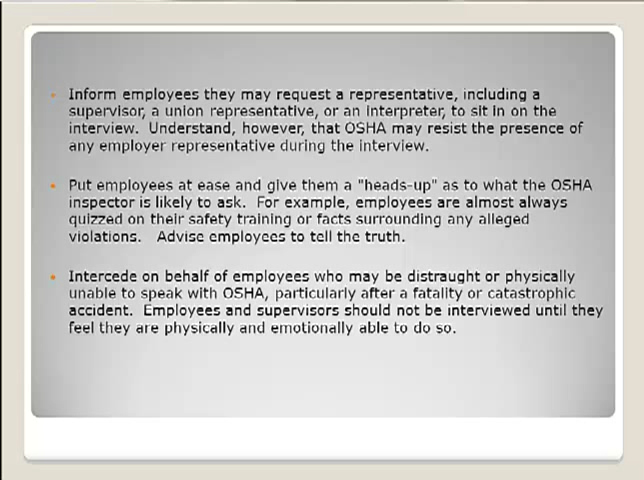 Inform employees they may request a representative, including a
supervisor, a union representative, or an interpreter, to sit in on the
interview. Understand, however, that OSHA may resist the presence of
any employer representative during the interview.
Put employees at ease and give them a "heads-up" as to what the OSHA
inspector is likely to ask. For example, employees are almost always
quizzed on their safety training or facts surrounding any alleged
violations. Advise employees to tell the truth.
Intercede on behalf of employees who may be distraught or physically
unable to speak with OSHA, particularly after a fatality or catastrophic
accident. Employees and supervisors should not be interviewed until they
feel they are physically and emotionally able to do so.